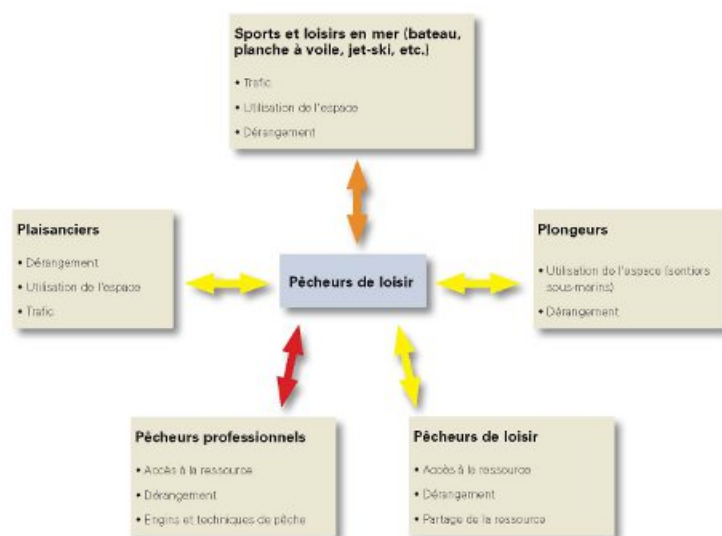 Sports et loisirs en mer (bateau,
planche à voile, jet-ski, etc.)
• Trafic
• Utilisation de l'espace
• Dérangement
Plaisanciers
• Dérangement
• Utilisation de l'espace
• Trafic
Pêcheurs de loisir
Plongeurs
• Utilisation de l'espace (sentiers
sous-marins)
• Dérangement
Pêcheurs professionnels
• Accès à la ressource
• Dérangement
• Engins et techniques de pêche
Pêcheurs de loisir
• Accès à la ressource
• Dérangement
• Partage de la ressource